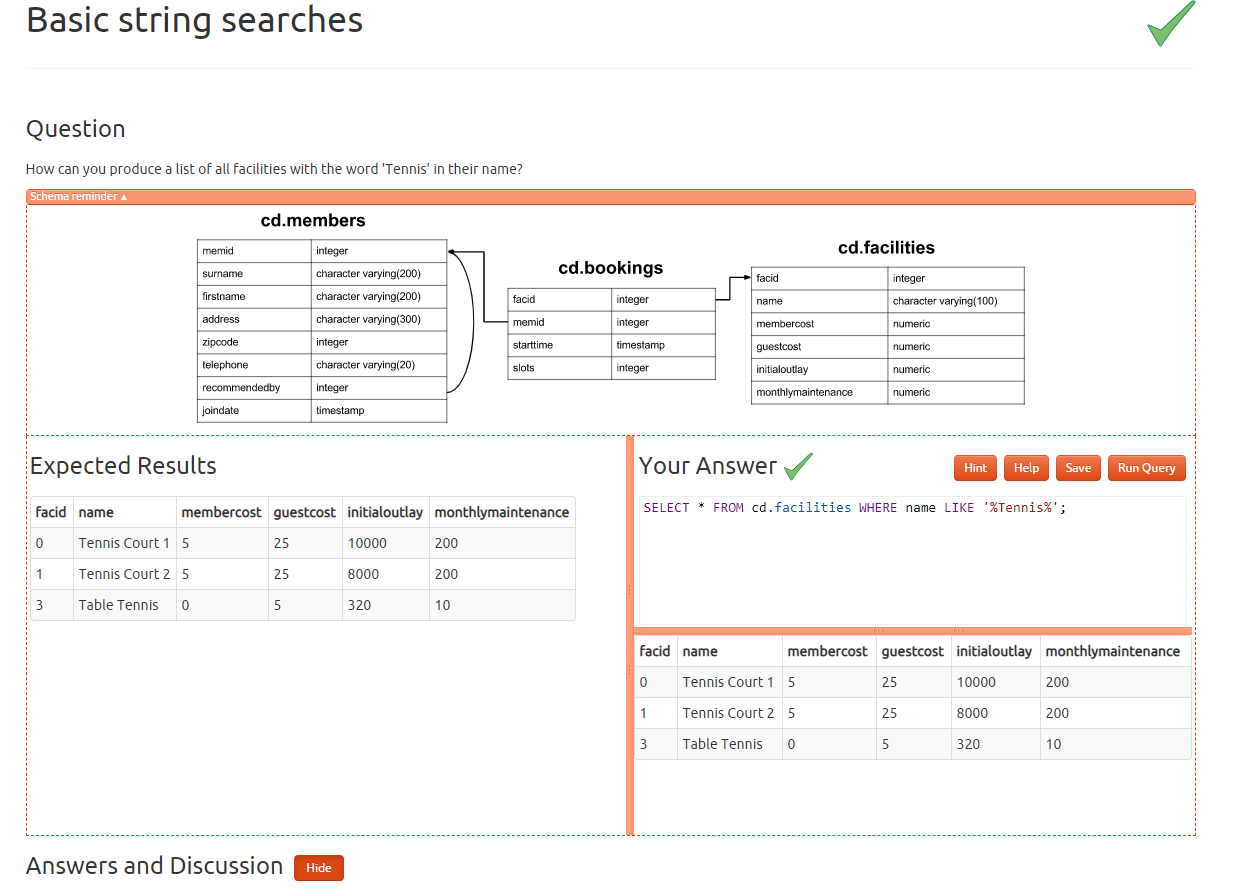 Basic string searches
Question
How can you produce a list of all facilities with the word 'Tennis' in their name?
Schema reminder ▲
cd.members
memid integer
surname character varying(200)
firstname character varying(200)
address character varying(300)
zipcode integer
telephone character varying(20)
recommendedby integer
joindate timestamp
cd.bookings
facid integer
memid integer
starttime timestamp
slots integer
cd.facilities
facid integer
name character varying(100)
membercost numeric
guestcost numeric
initialoutlay numeric
monthlymaintenance numeric
Expected Results
facid name membercost guestcost initialoutlay monthlymaintenance
0 Tennis Court 1 5 25 10000 200
1 Tennis Court 2 5 25 8000 200
3 Table Tennis 0 5 320 10
Your Answer
Hint Help Save Run Query
SELECT * FROM cd.facilities WHERE name LIKE '%Tennis%';
facid name membercost guestcost initialoutlay monthlymaintenance
0 Tennis Court 1 5 25 10000 200
1 Tennis Court 2 5 25 8000 200
3 Table Tennis 0 5 320 10
Answers and Discussion Hide